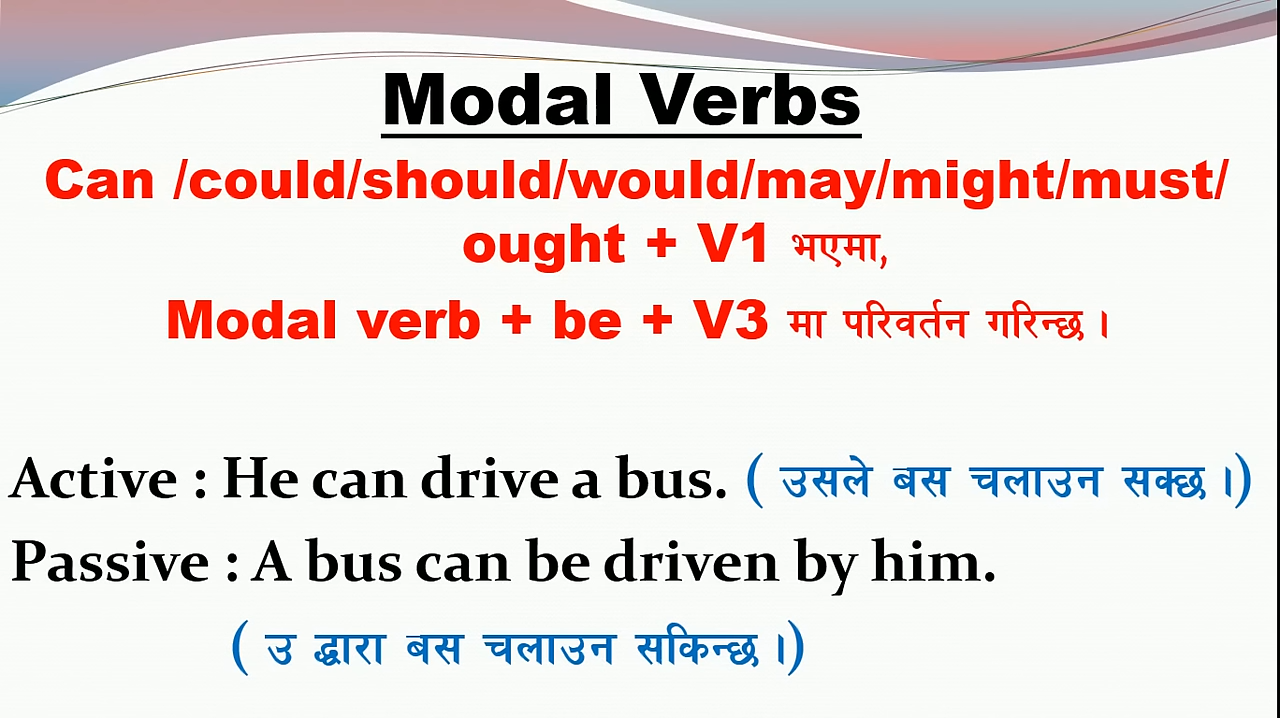 Modal Verbs
Can /could/should/would/may/might/must/
ought + V1 भएमा,
Modal verb + be + V3 मा परिवर्तन गरिन्छ ।
Active : He can drive a bus. ( उसले बस चलाउन सक्छ ।)
Passive : A bus can be driven by him.
( उ द्धारा बस चलाउन सकिन्छ ।)